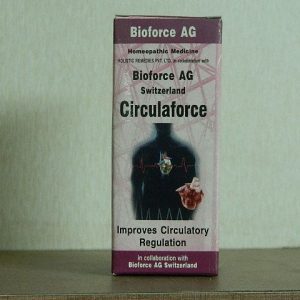 Bioforce AG
Homeopathic Medicine
HOLISTIC REMEDIES PVT. LTD. in collaboration with
Bioforce AG
Switzerland
Circulaforce
Improves Circulatory
Regulation
In collaboration with
Bioforce AG Switzerland